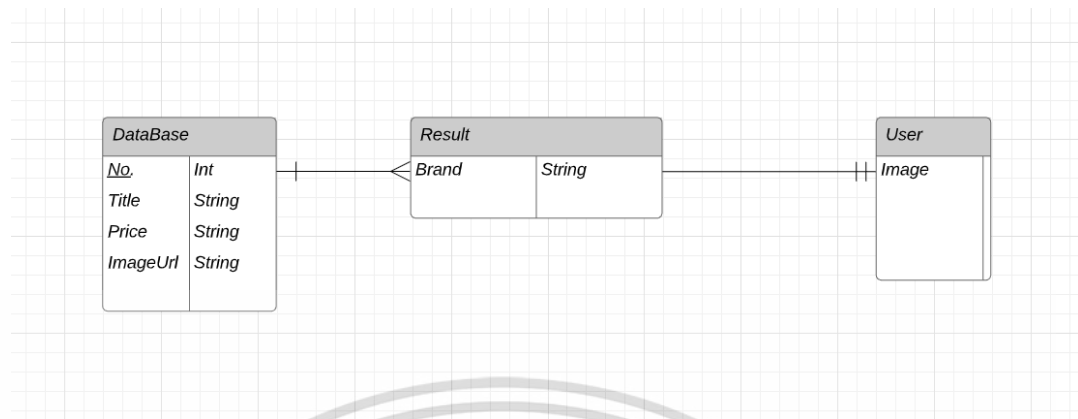 DataBase
No. Int
Title String
Price String
ImageUrl String
Result
Brand String
User
Image